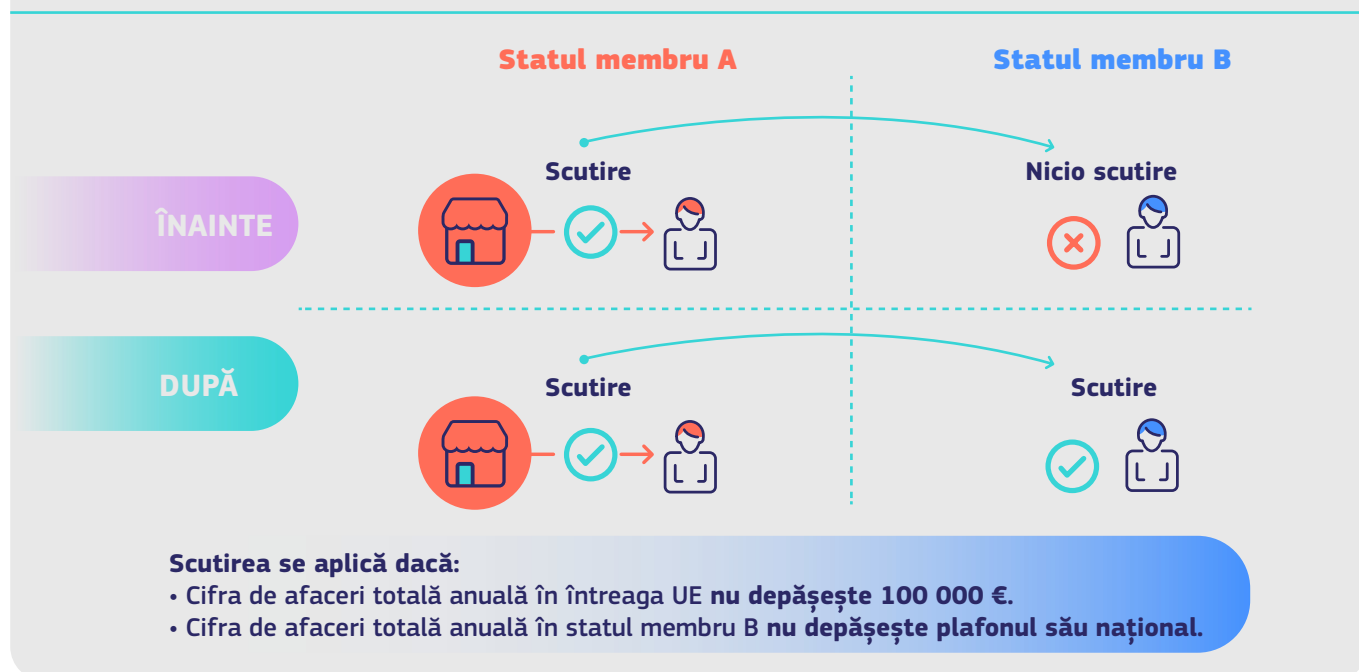 Statul membru A
Statul membru B
ÎNAINTE
Scutire
Nicio scutire
DUPĂ
Scutire
Scutire
Scutirea se aplică dacă:
• Cifra de afaceri totală anuală în întreaga UE nu depășește 100 000 €.
• Cifra de afaceri totală anuală în statul membru B nu depășește plafonul său național.